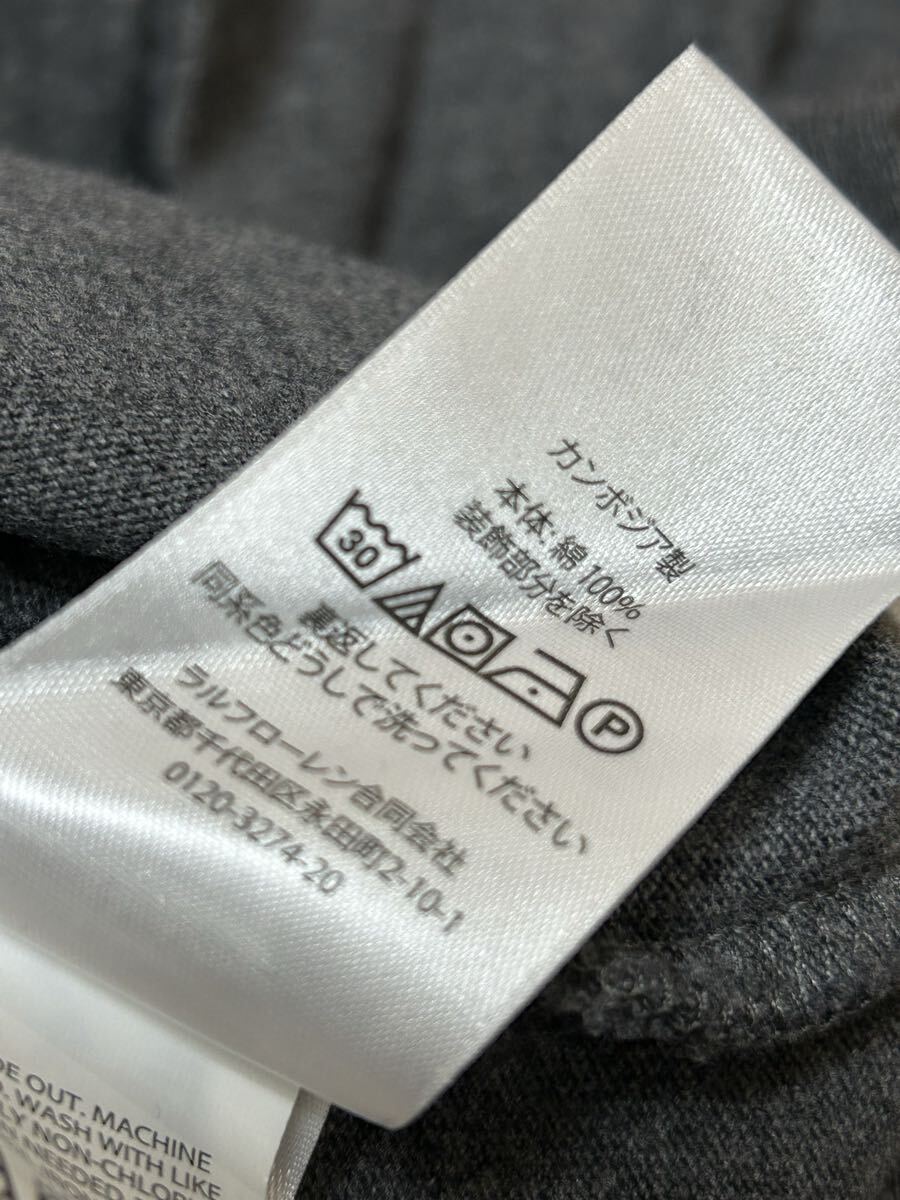 カンボジア製
本体: 綿 100%
装飾部分を除く
30 P
裏返してください
同系色どうしで洗ってください
ラルフローレン合同会社
東京都千代田区永田町2-10-1
0120-3274-20
OUT. MACHINE
WASH WITH LIKE
NON-CHLOR
NEEDED